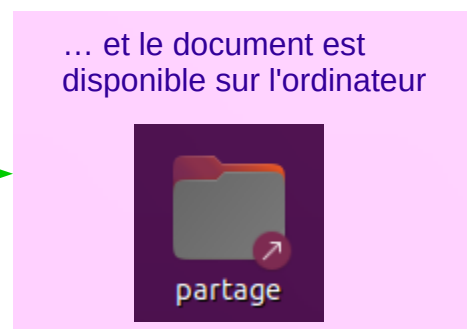 … et le document est
disponible sur l'ordinateur
partage